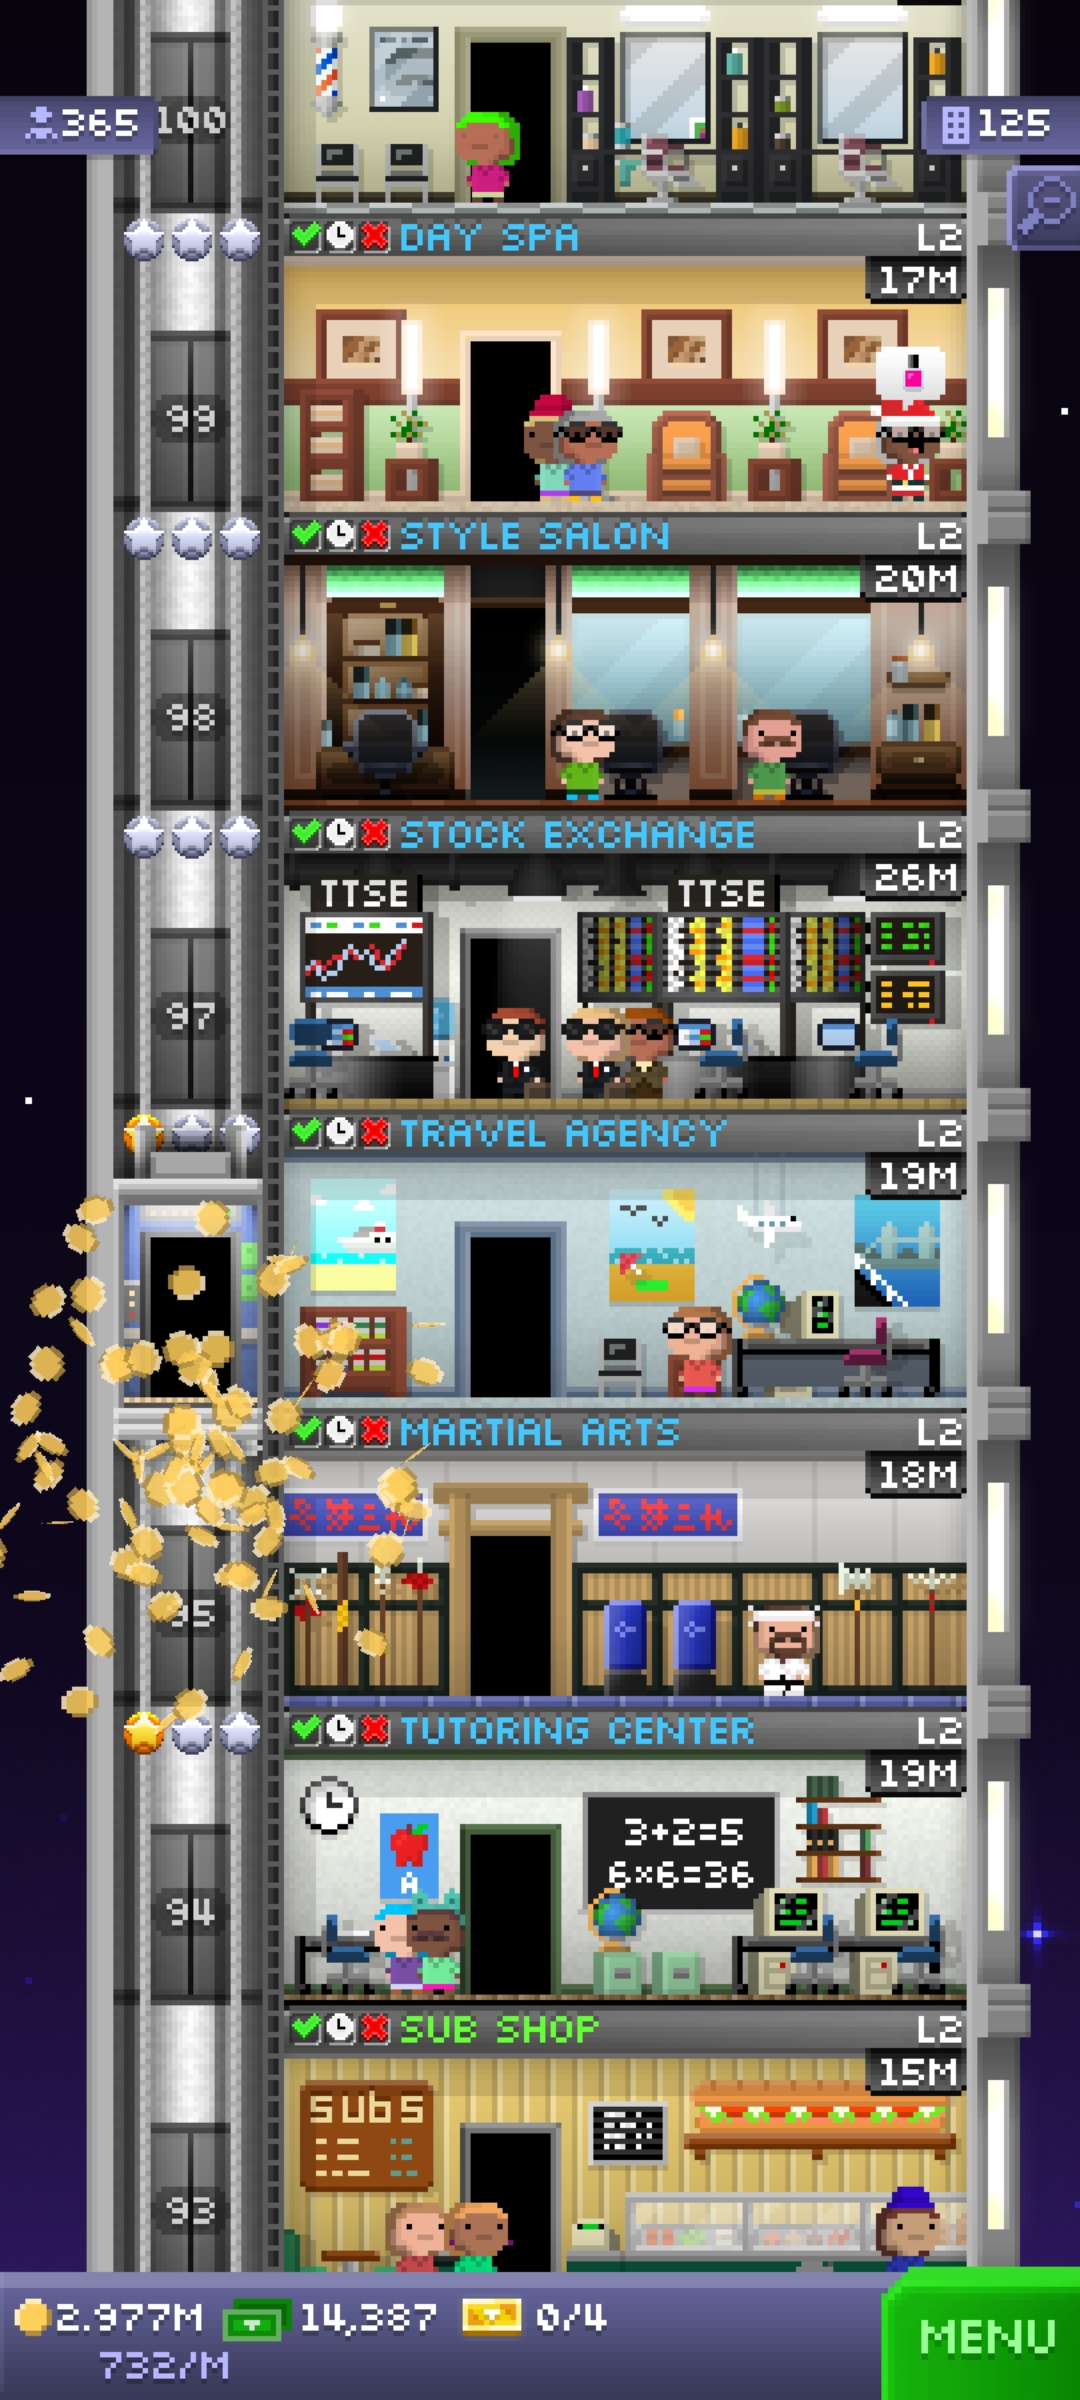 365
100
125
DAY SPA L2
17M
99
STYLE SALON L2
20M
98
STOCK EXCHANGE L2
26M
TTSE TTSE
97
TRAVEL AGENCY L2
19M
MARTIAL ARTS L2
18M
95
TUTORING CENTER L2
19M
3+2=5
6×6=36
A
94
SUB SHOP L2
15M
subs
93
2.977M 14,387 0/4
732/M
MENU